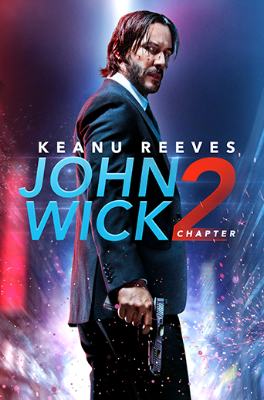 KEANU REEVES
JOHN
WICK 2
CHAPTER